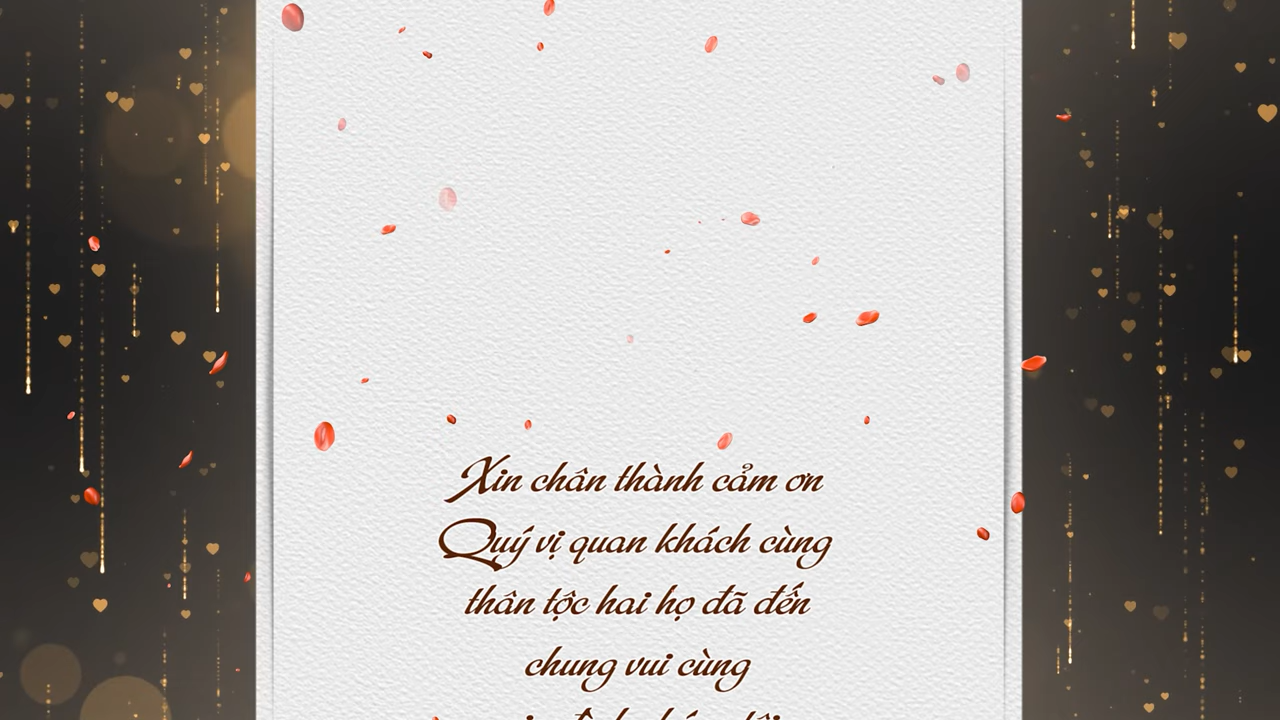 Xin chân thành cảm ơn
Quý vị quan khách cùng
thân tộc hai họ đã đến
chung vui cùng